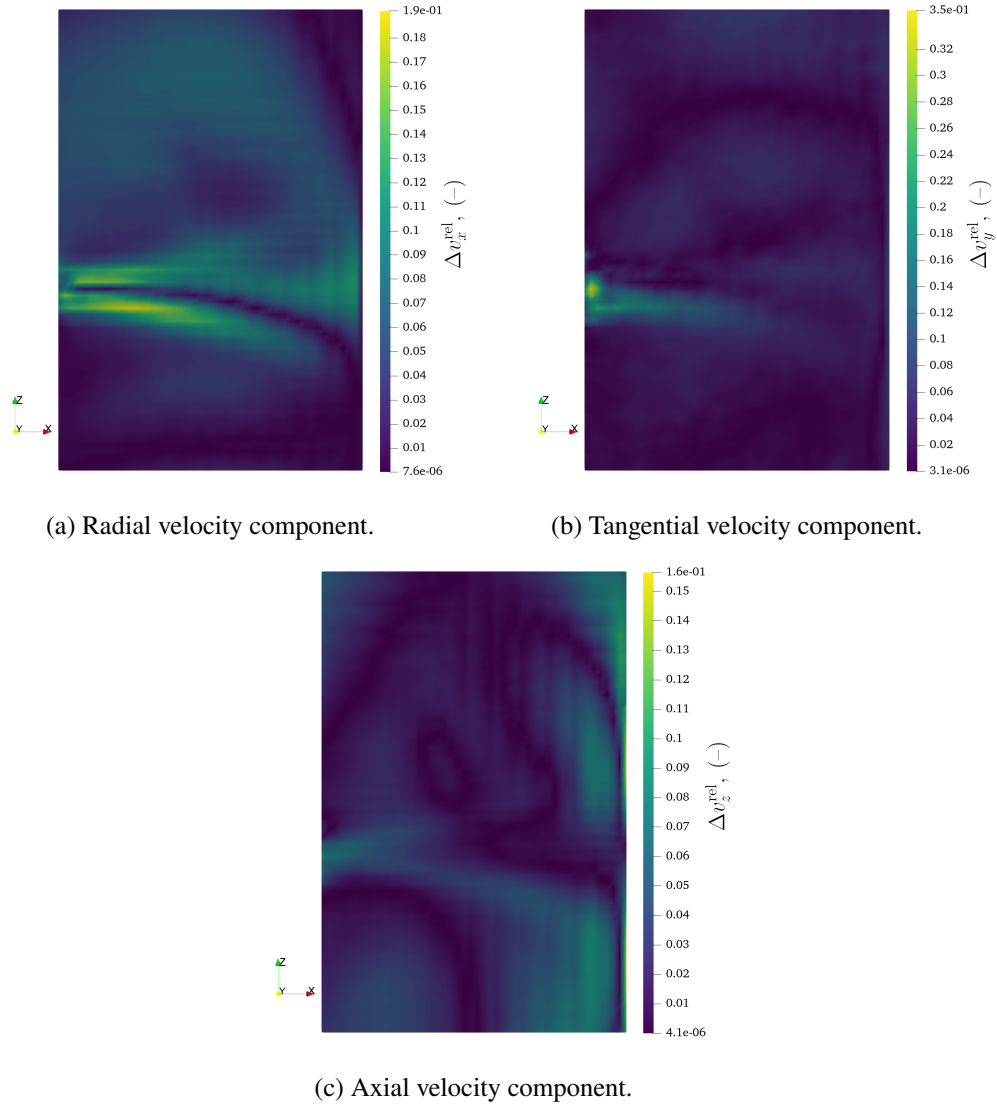 1.9e-01
0.18
0.17
0.16
0.15
0.14
0.13
0.12
0.11
0.1
0.09
0.08
0.07
0.06
0.05
0.04
0.03
0.02
0.01
7.6e-06
Δv_x^rel, (−)
Z
Y X
(a) Radial velocity component.
3.5e-01
0.32
0.3
0.28
0.26
0.24
0.22
0.2
0.18
0.16
0.14
0.12
0.1
0.08
0.06
0.04
0.02
3.1e-06
Δv_y^rel, (−)
Z
Y X
(b) Tangential velocity component.
1.6e-01
0.15
0.14
0.13
0.12
0.11
0.1
0.09
0.08
0.07
0.06
0.05
0.04
0.03
0.02
0.01
4.1e-06
Δv_z^rel, (−)
Z
Y X
(c) Axial velocity component.